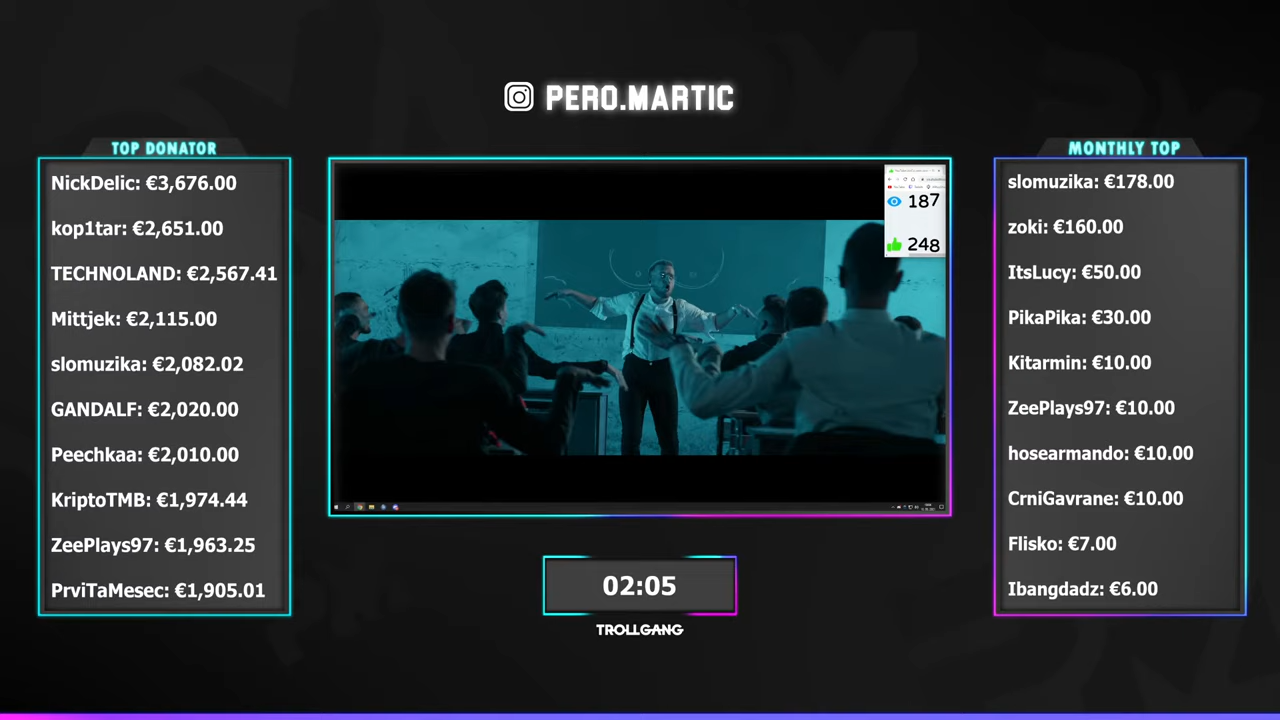 PERO.MARTIC
TOP DONATOR
NickDelic: €3,676.00
kop1tar: €2,651.00
TECHNOLAND: €2,567.41
Mittjek: €2,115.00
slomuzika: €2,082.02
GANDALF: €2,020.00
Peechkaa: €2,010.00
KriptoTMB: €1,974.44
ZeePlays97: €1,963.25
PrviTaMesec: €1,905.01
187
248
02:05
TROLLGANG
MONTHLY TOP
slomuzika: €178.00
zoki: €160.00
ItsLucy: €50.00
PikaPika: €30.00
Kitarmin: €10.00
ZeePlays97: €10.00
hosearmando: €10.00
CrniGavrane: €10.00
Flisko: €7.00
Ibangdadz: €6.00